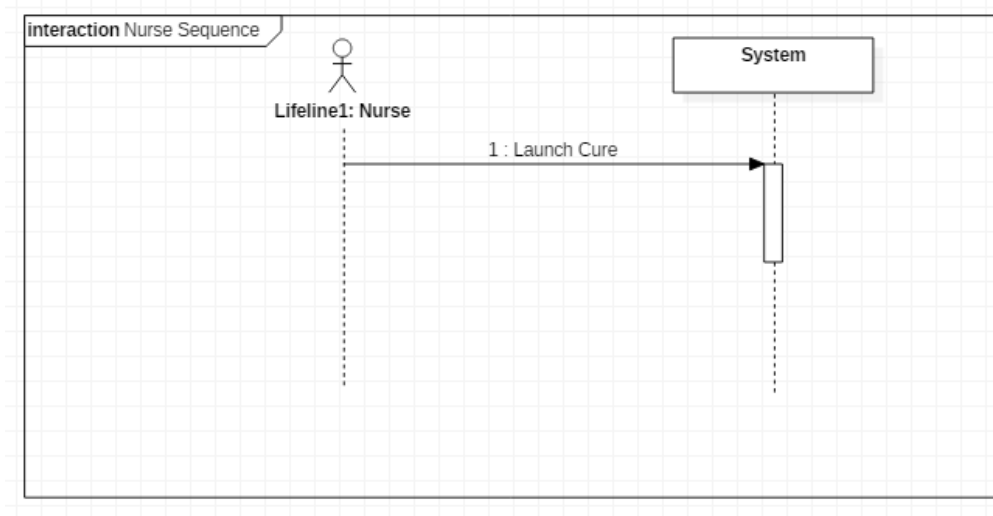 interaction Nurse Sequence
System
Lifeline1: Nurse
1 : Launch Cure